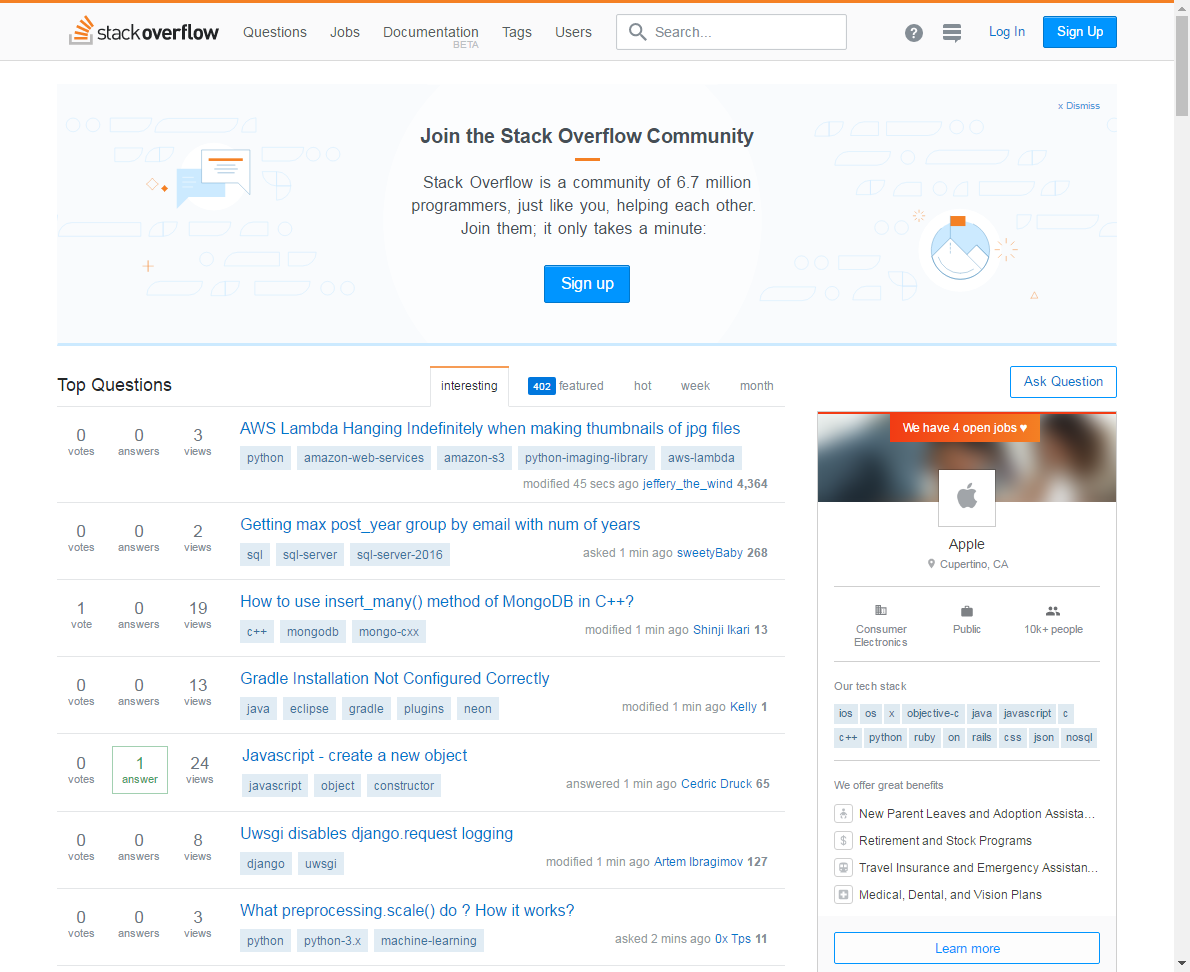 stackoverflow Questions Jobs Documentation Tags Users Search... ? Log In Sign Up
BETA
x Dismiss
Join the Stack Overflow Community
Stack Overflow is a community of 6.7 million
programmers, just like you, helping each other.
Join them; it only takes a minute:
Sign up
Top Questions interesting 402 featured hot week month
Ask Question
0 votes 0 answers 3 views
AWS Lambda Hanging Indefinitely when making thumbnails of jpg files
python amazon-web-services amazon-s3 python-imaging-library aws-lambda
modified 45 secs ago jeffery_the_wind 4,364
0 votes 0 answers 2 views
Getting max post_year group by email with num of years
sql sql-server sql-server-2016 asked 1 min ago sweetyBaby 268
1 vote 0 answers 19 views
How to use insert_many() method of MongoDB in C++?
c++ mongodb mongo-cxx modified 1 min ago Shinji Ikari 13
0 votes 0 answers 13 views
Gradle Installation Not Configured Correctly
java eclipse gradle plugins neon modified 1 min ago Kelly 1
0 votes 1 answer 24 views
Javascript - create a new object
javascript object constructor answered 1 min ago Cedric Druck 65
0 votes 0 answers 8 views
Uwsgi disables django.request logging
django uwsgi modified 1 min ago Artem Ibragimov 127
0 votes 0 answers 3 views
What preprocessing.scale() do ? How it works?
python python-3.x machine-learning asked 2 mins ago 0x Tps 11
We have 4 open jobs ♥
Apple
Cupertino, CA
Consumer Electronics Public 10k+ people
Our tech stack
ios os x objective-c java javascript c
c++ python ruby on rails css json nosql
We offer great benefits
New Parent Leaves and Adoption Assista...
$ Retirement and Stock Programs
Travel Insurance and Emergency Assistan...
Medical, Dental, and Vision Plans
Learn more